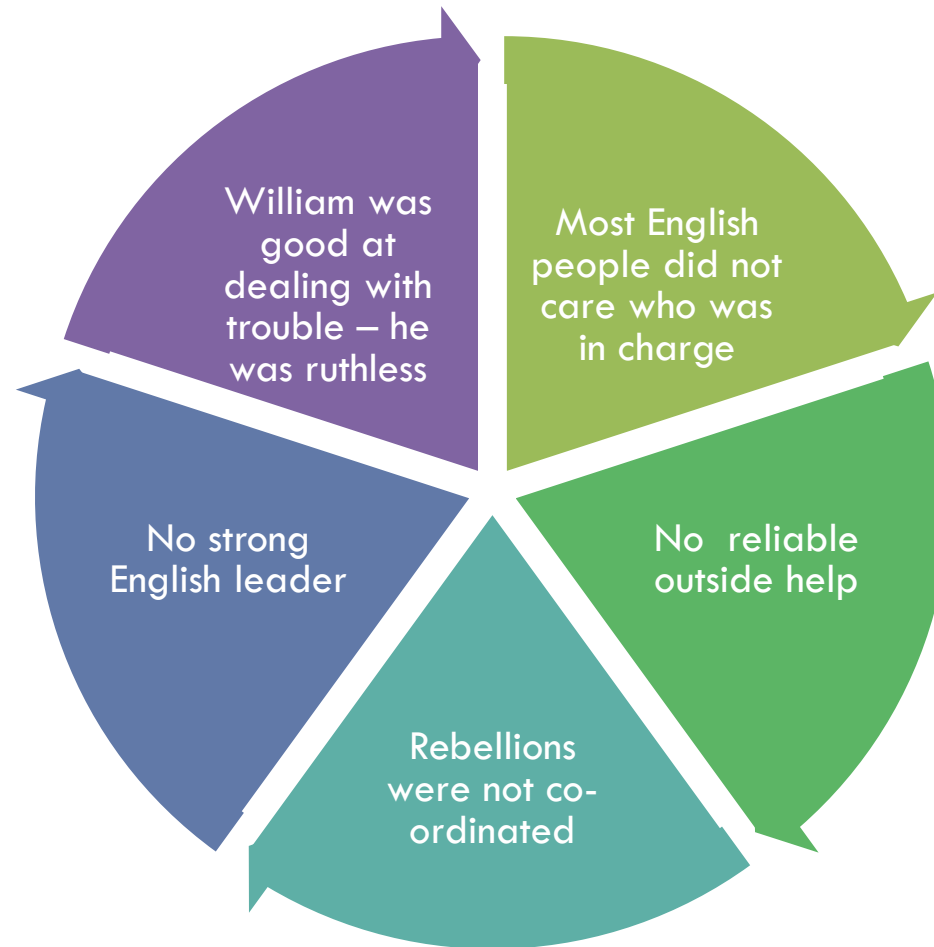 Most English
people did not
care who was
in charge
No reliable
outside help
Rebellions
were not co-
ordinated
No strong
English leader
William was
good at
dealing with
trouble – he
was ruthless